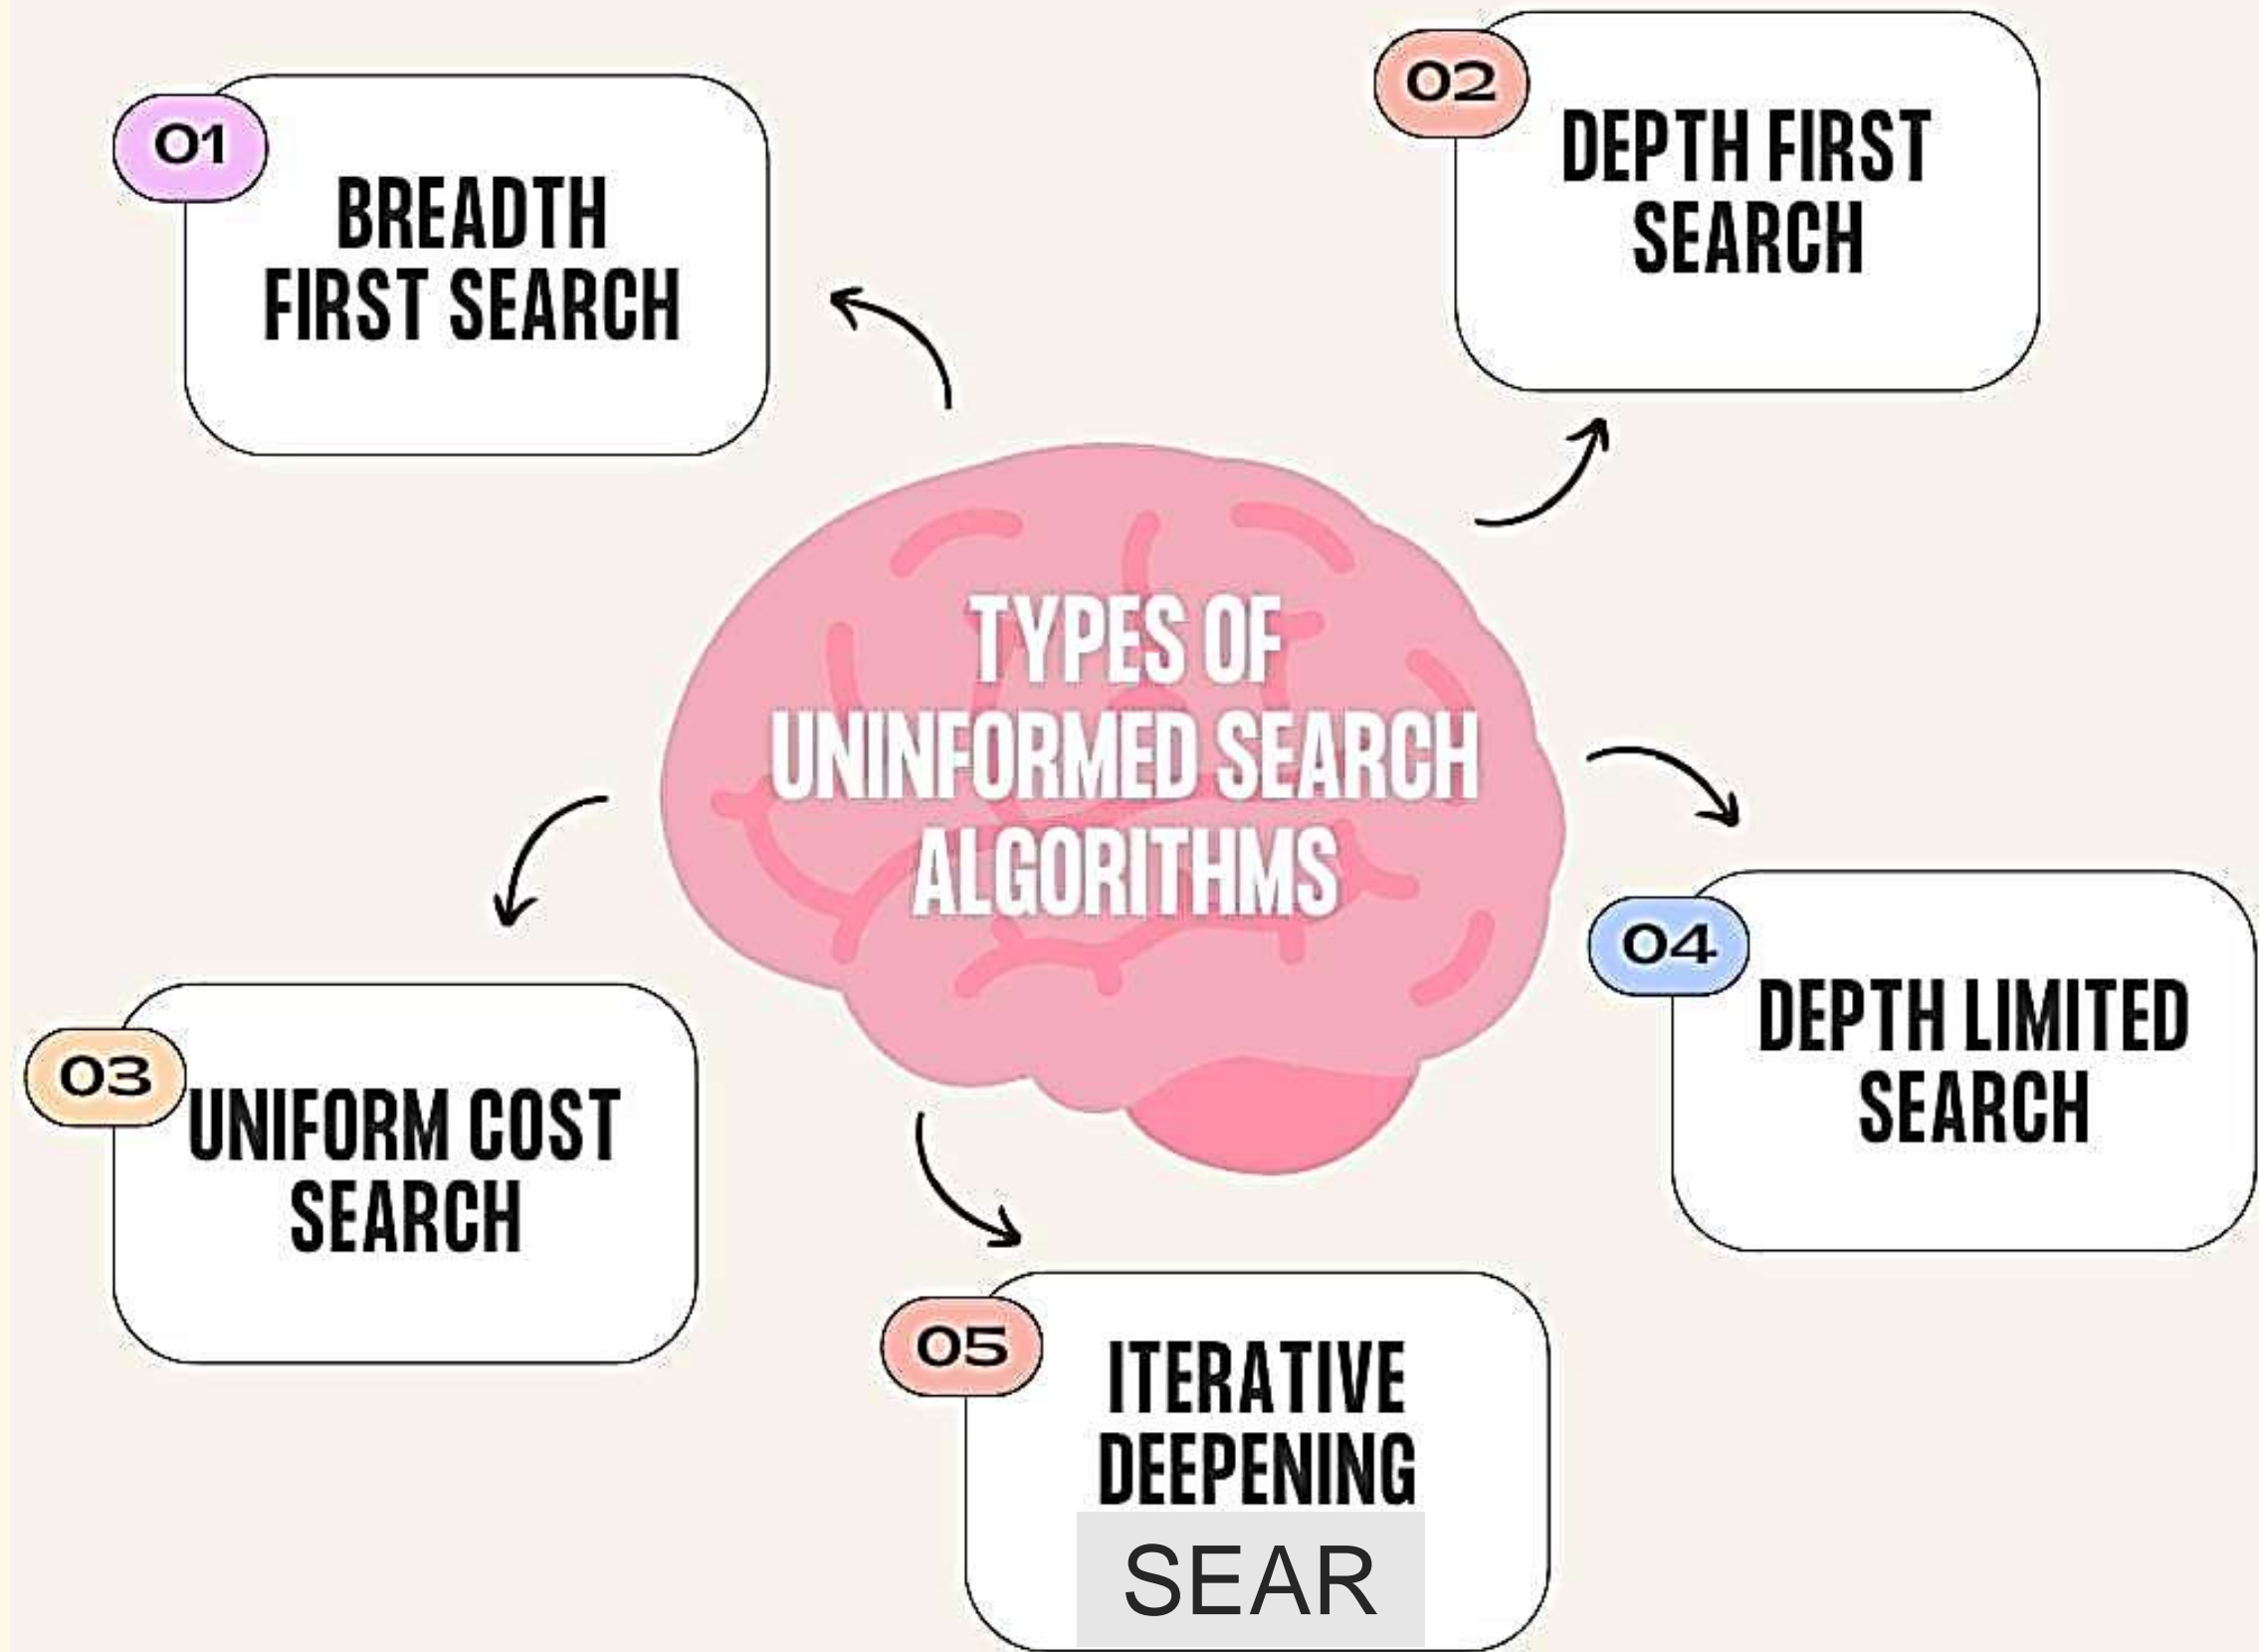 01
BREADTH
FIRST SEARCH
02
DEPTH FIRST
SEARCH
TYPES OF
UNINFORMED SEARCH
ALGORITHMS
03
UNIFORM COST
SEARCH
04
DEPTH LIMITED
SEARCH
05
ITERATIVE
DEEPENING
SEAR